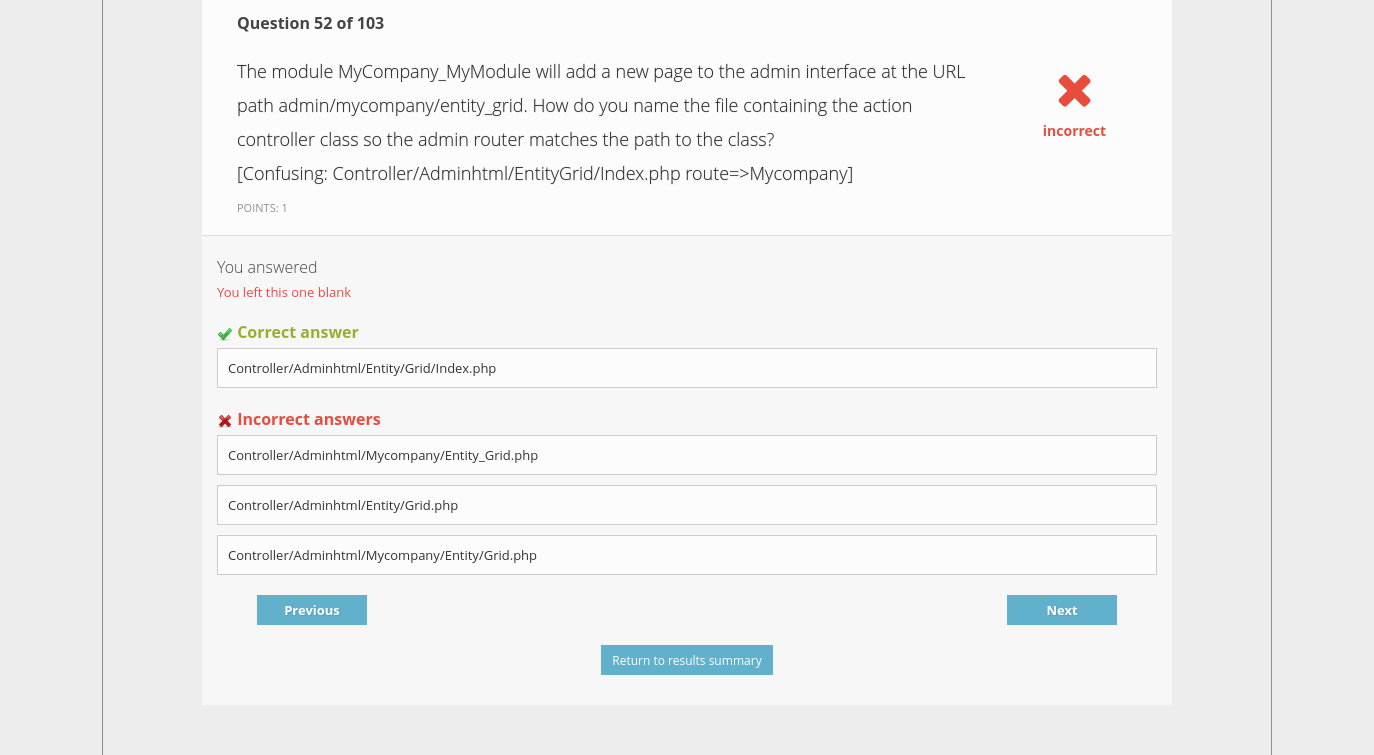 Question 52 of 103
The module MyCompany_MyModule will add a new page to the admin interface at the URL
path admin/mycompany/entity_grid. How do you name the file containing the action
controller class so the admin router matches the path to the class?
[Confusing: Controller/Adminhtml/EntityGrid/Index.php route=>Mycompany]
incorrect
POINTS: 1
You answered
You left this one blank
Correct answer
Controller/Adminhtml/Entity/Grid/Index.php
Incorrect answers
Controller/Adminhtml/Mycompany/Entity_Grid.php
Controller/Adminhtml/Entity/Grid.php
Controller/Adminhtml/Mycompany/Entity/Grid.php
Previous
Next
Return to results summary